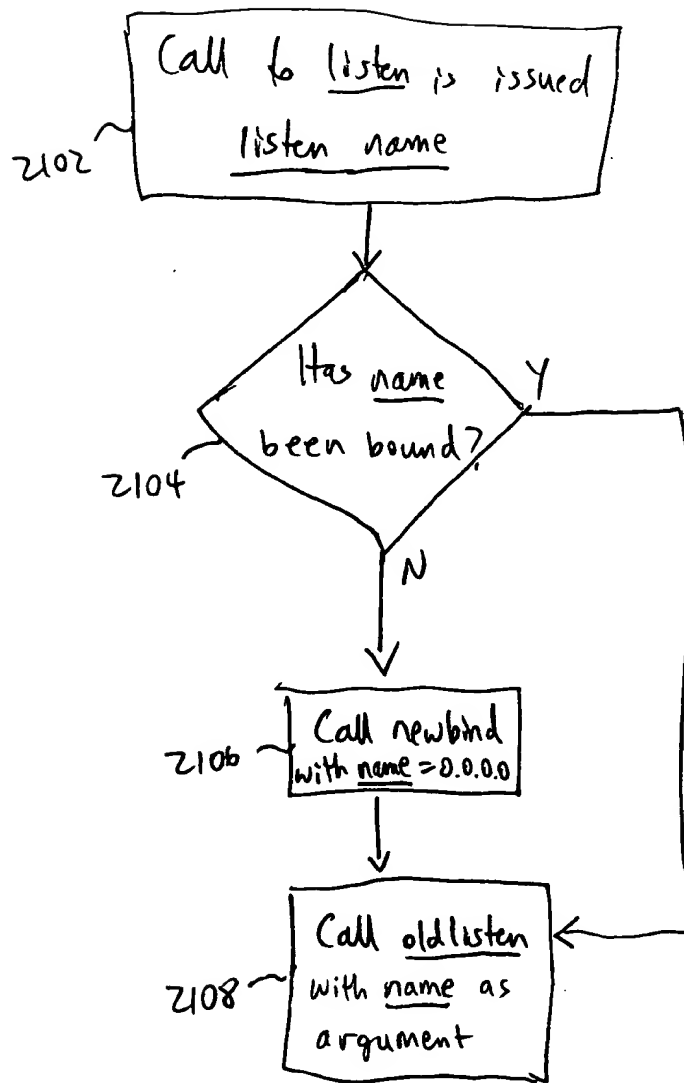 Call to listen is issued
listen name
2102
Has name
been bound?
Y
2104
N
Call newbind
with name = 0.0.0.0
2106
Call oldlisten
with name as
argument
2108